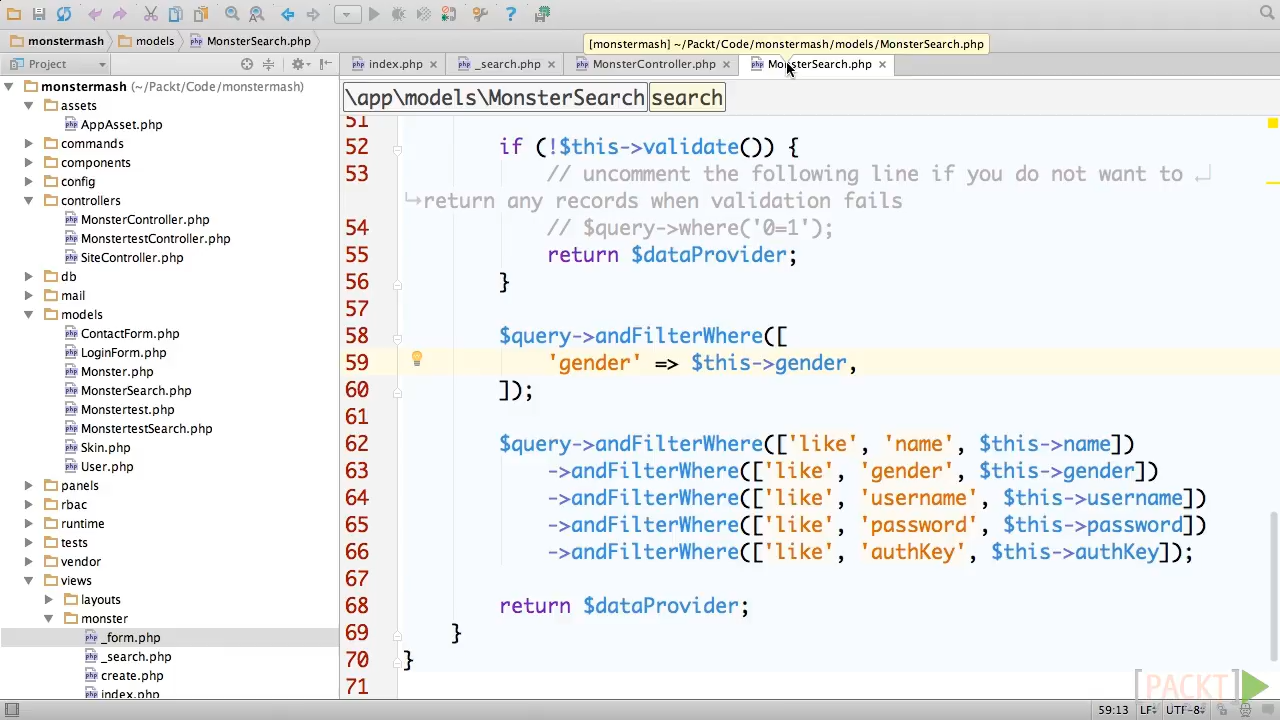 monstermash models MonsterSearch.php
[monstermash] ~/Packt/Code/monstermash/models/MonsterSearch.php
Project
index.php _search.php MonsterController.php MonsterSearch.php
monstermash (~/Packt/Code/monstermash)
assets
AppAsset.php
commands
components
config
controllers
MonsterController.php
MonstertestController.php
SiteController.php
db
mail
models
ContactForm.php
LoginForm.php
Monster.php
MonsterSearch.php
Monstertest.php
MonstertestSearch.php
Skin.php
User.php
panels
rbac
runtime
tests
vendor
views
layouts
monster
_form.php
_search.php
create.php
index.php
\app\models\MonsterSearch search
51
52 if (!$this->validate()) {
53 // uncomment the following line if you do not want to
return any records when validation fails
54 // $query->where('0=1');
55 return $dataProvider;
56 }
57
58 $query->andFilterWhere([
59 'gender' => $this->gender,
60 ]);
61
62 $query->andFilterWhere(['like', 'name', $this->name])
63 ->andFilterWhere(['like', 'gender', $this->gender])
64 ->andFilterWhere(['like', 'username', $this->username])
65 ->andFilterWhere(['like', 'password', $this->password])
66 ->andFilterWhere(['like', 'authKey', $this->authKey]);
67
68 return $dataProvider;
69 }
70 }
71
[PACKT]
59:13 LF UTF-8